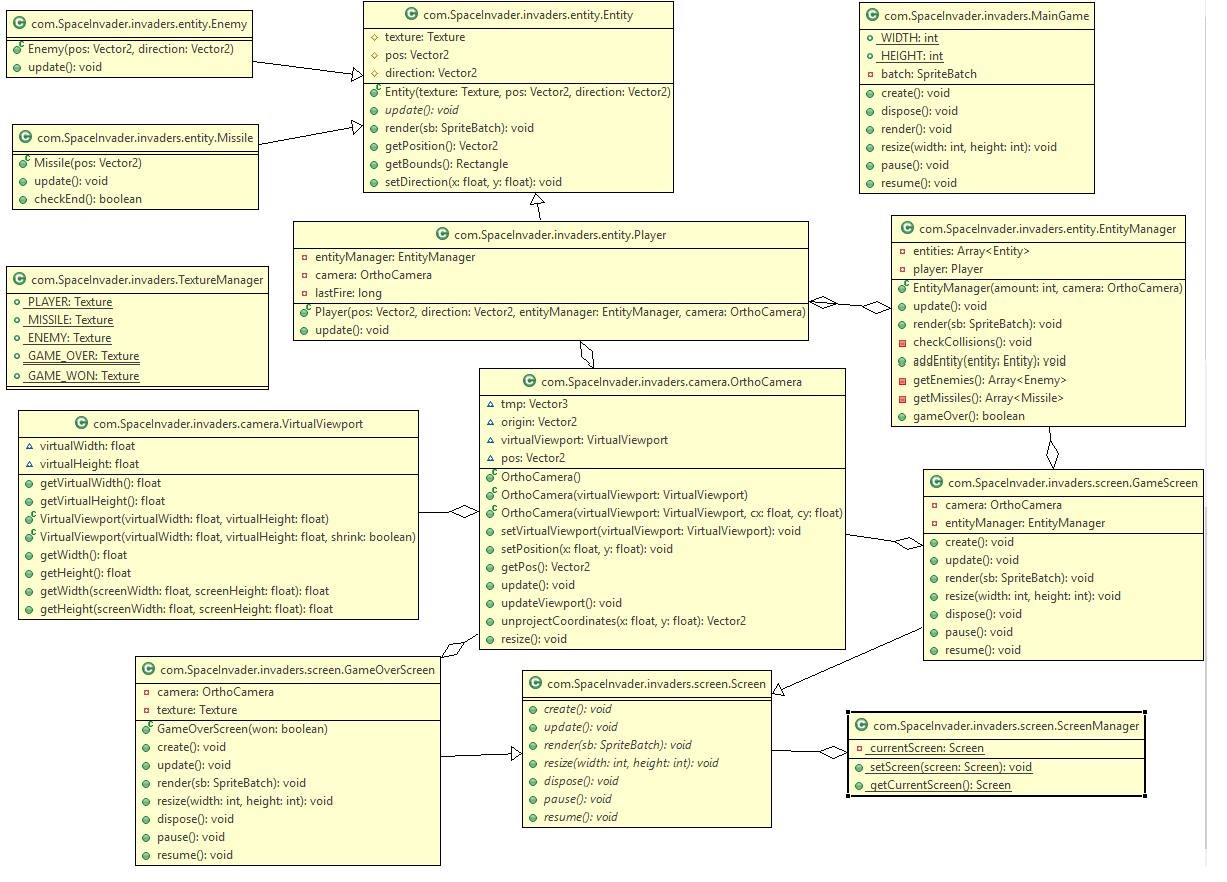 com.SpaceInvader.invaders.entity.Enemy
Enemy(pos: Vector2, direction: Vector2)
update(): void
com.SpaceInvader.invaders.entity.Entity
texture: Texture
pos: Vector2
direction: Vector2
Entity(texture: Texture, pos: Vector2, direction: Vector2)
update(): void
render(sb: SpriteBatch): void
getPosition(): Vector2
getBounds(): Rectangle
setDirection(x: float, y: float): void
com.SpaceInvader.invaders.MainGame
WIDTH: int
HEIGHT: int
batch: SpriteBatch
create(): void
dispose(): void
render(): void
resize(width: int, height: int): void
pause(): void
resume(): void
com.SpaceInvader.invaders.entity.Missile
Missile(pos: Vector2)
update(): void
checkEnd(): boolean
com.SpaceInvader.invaders.entity.Player
entityManager: EntityManager
camera: OrthoCamera
lastFire: long
Player(pos: Vector2, direction: Vector2, entityManager: EntityManager, camera: OrthoCamera)
update(): void
com.SpaceInvader.invaders.entity.EntityManager
entities: Array<Entity>
player: Player
EntityManager(amount: int, camera: OrthoCamera)
update(): void
render(sb: SpriteBatch): void
checkCollisions(): void
addEntity(entity: Entity): void
getEnemies(): Array<Enemy>
getMissiles(): Array<Missile>
gameOver(): boolean
com.SpaceInvader.invaders.TextureManager
PLAYER: Texture
MISSILE: Texture
ENEMY: Texture
GAME_OVER: Texture
GAME_WON: Texture
com.SpaceInvader.invaders.camera.OrthoCamera
tmp: Vector3
origin: Vector2
virtualViewport: VirtualViewport
pos: Vector2
OrthoCamera()
OrthoCamera(virtualViewport: VirtualViewport)
OrthoCamera(virtualViewport: VirtualViewport, cx: float, cy: float)
setVirtualViewport(virtualViewport: VirtualViewport): void
setPosition(x: float, y: float): void
getPos(): Vector2
update(): void
updateViewport(): void
unprojectCoordinates(x: float, y: float): Vector2
resize(): void
com.SpaceInvader.invaders.camera.VirtualViewport
virtualWidth: float
virtualHeight: float
getVirtualWidth(): float
getVirtualHeight(): float
VirtualViewport(virtualWidth: float, virtualHeight: float)
VirtualViewport(virtualWidth: float, virtualHeight: float, shrink: boolean)
getWidth(): float
getHeight(): float
getWidth(screenWidth: float, screenHeight: float): float
getHeight(screenWidth: float, screenHeight: float): float
com.SpaceInvader.invaders.screen.GameScreen
camera: OrthoCamera
entityManager: EntityManager
create(): void
update(): void
render(sb: SpriteBatch): void
resize(width: int, height: int): void
dispose(): void
pause(): void
resume(): void
com.SpaceInvader.invaders.screen.GameOverScreen
camera: OrthoCamera
texture: Texture
GameOverScreen(won: boolean)
create(): void
update(): void
render(sb: SpriteBatch): void
resize(width: int, height: int): void
dispose(): void
pause(): void
resume(): void
com.SpaceInvader.invaders.screen.Screen
create(): void
update(): void
render(sb: SpriteBatch): void
resize(width: int, height: int): void
dispose(): void
pause(): void
resume(): void
com.SpaceInvader.invaders.screen.ScreenManager
currentScreen: Screen
setScreen(screen: Screen): void
getCurrentScreen(): Screen